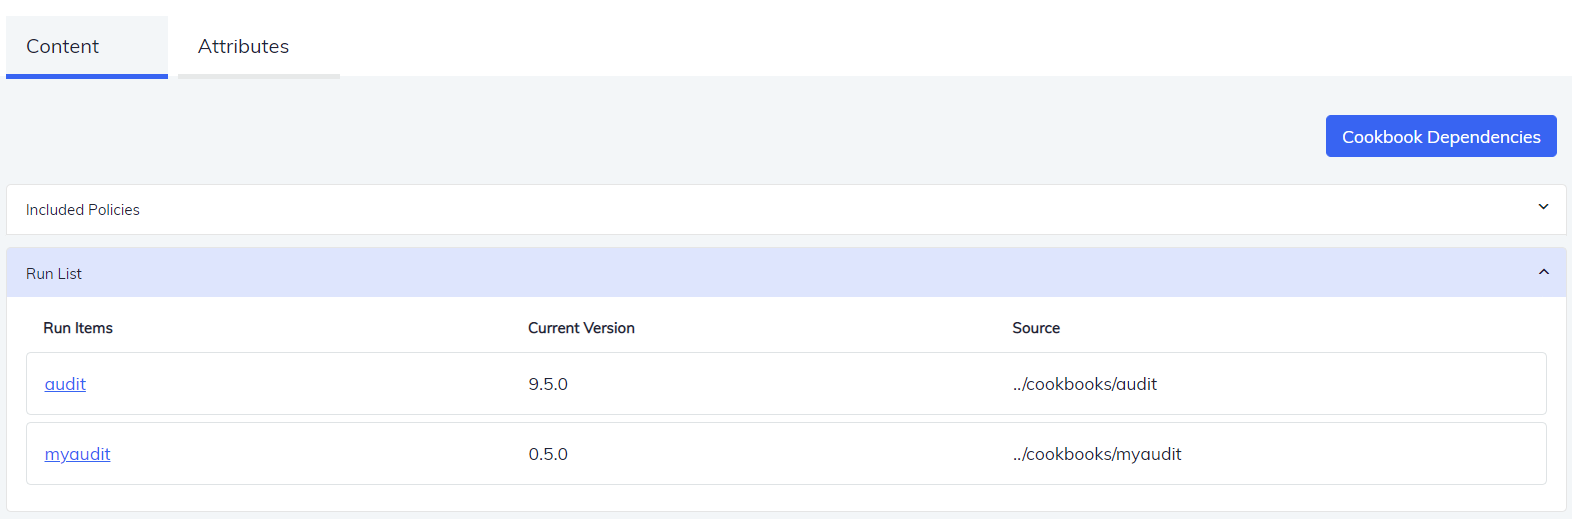 Content Attributes
Cookbook Dependencies
Included Policies
Run List
Run Items Current Version Source
audit 9.5.0 ../cookbooks/audit
myaudit 0.5.0 ../cookbooks/myaudit